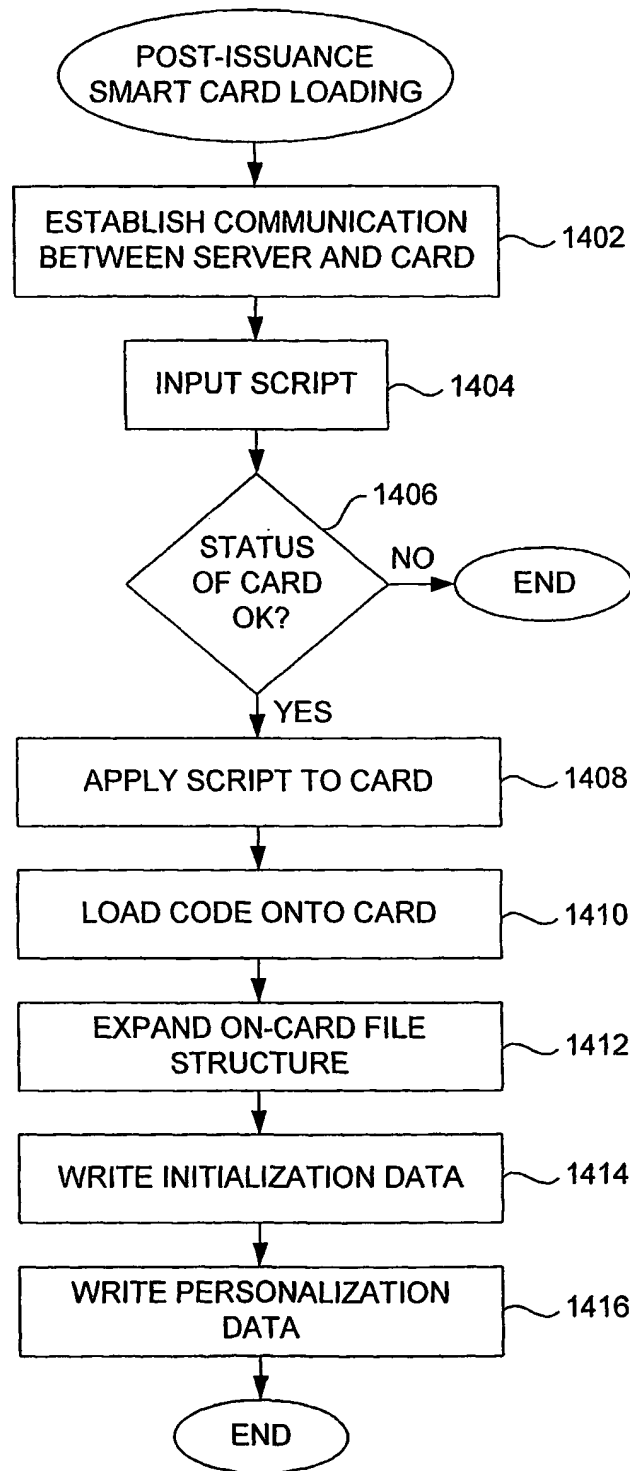 POST-ISSUANCE
SMART CARD LOADING
ESTABLISH COMMUNICATION
BETWEEN SERVER AND CARD
1402
INPUT SCRIPT
1404
1406
STATUS
OF CARD
OK?
NO
END
YES
APPLY SCRIPT TO CARD
1408
LOAD CODE ONTO CARD
1410
EXPAND ON-CARD FILE
STRUCTURE
1412
WRITE INITIALIZATION DATA
1414
WRITE PERSONALIZATION
DATA
1416
END